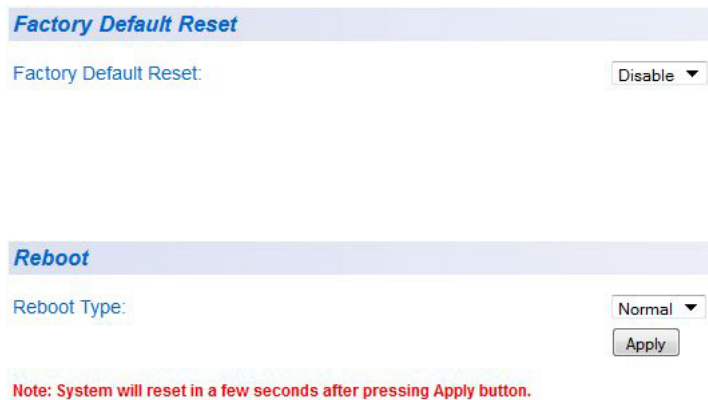 Factory Default Reset
Factory Default Reset: Disable
Reboot
Reboot Type: Normal
Apply
Note: System will reset in a few seconds after pressing Apply button.